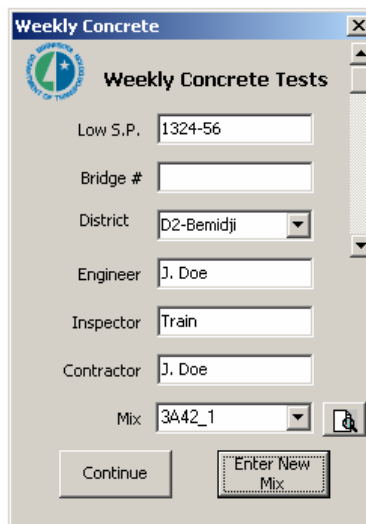 Weekly Concrete
Weekly Concrete Tests
Low S.P. 1324-56
Bridge #
District D2-Bemidji
Engineer J. Doe
Inspector Train
Contractor J. Doe
Mix 3A42_1
Continue
Enter New
Mix